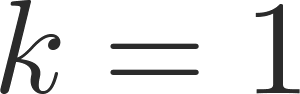 k = 1